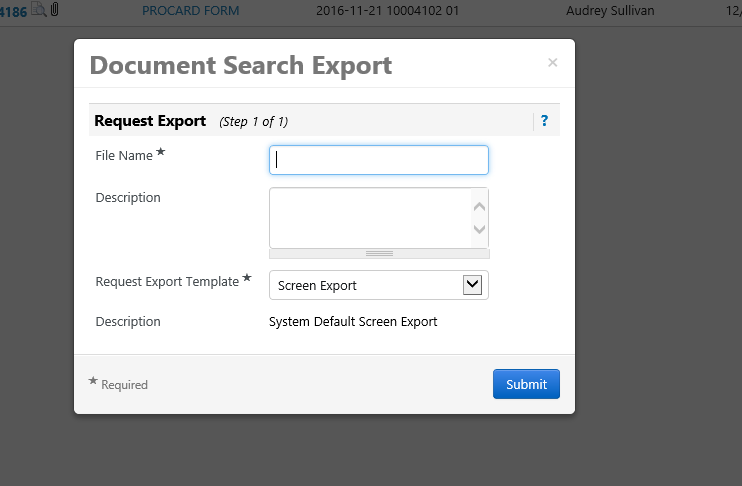 4186 PROCARD FORM 2016-11-21 10004102 01 Audrey Sullivan 12/
Document Search Export ×
Request Export (Step 1 of 1) ?
File Name ★
Description
Request Export Template ★ Screen Export
Description System Default Screen Export
★ Required Submit